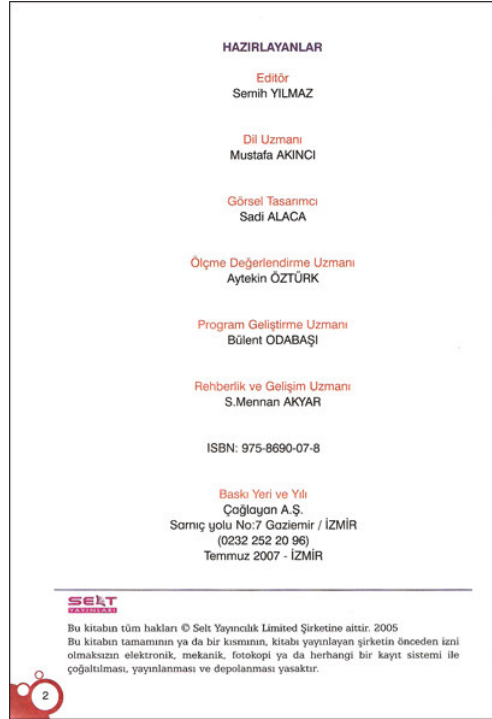 HAZIRLAYANLAR
Editör
Semih YILMAZ
Dil Uzmanı
Mustafa AKINCI
Görsel Tasarımcı
Sadi ALACA
Ölçme Değerlendirme Uzmanı
Aytekin ÖZTÜRK
Program Geliştirme Uzmanı
Bülent ODABAŞI
Rehberlik ve Gelişim Uzmanı
S.Mennan AKYAR
ISBN: 975-8690-07-8
Baskı Yeri ve Yılı
Çağlayan A.Ş.
Sarnıç yolu No:7 Gaziemir / İZMİR
(0232 252 20 96)
Temmuz 2007 - İZMİR
SELT
YAYINLARI
Bu kitabın tüm hakları © Selt Yayıncılık Limited Şirketine aittir. 2005
Bu kitabın tamamının ya da bir kısmının, kitabı yayınlayan şirketin önceden izni
olmaksızın elektronik, mekanik, fotokopi ya da herhangi bir kayıt sistemi ile
çoğaltılması, yayınlanması ve depolanması yasaktır.
2